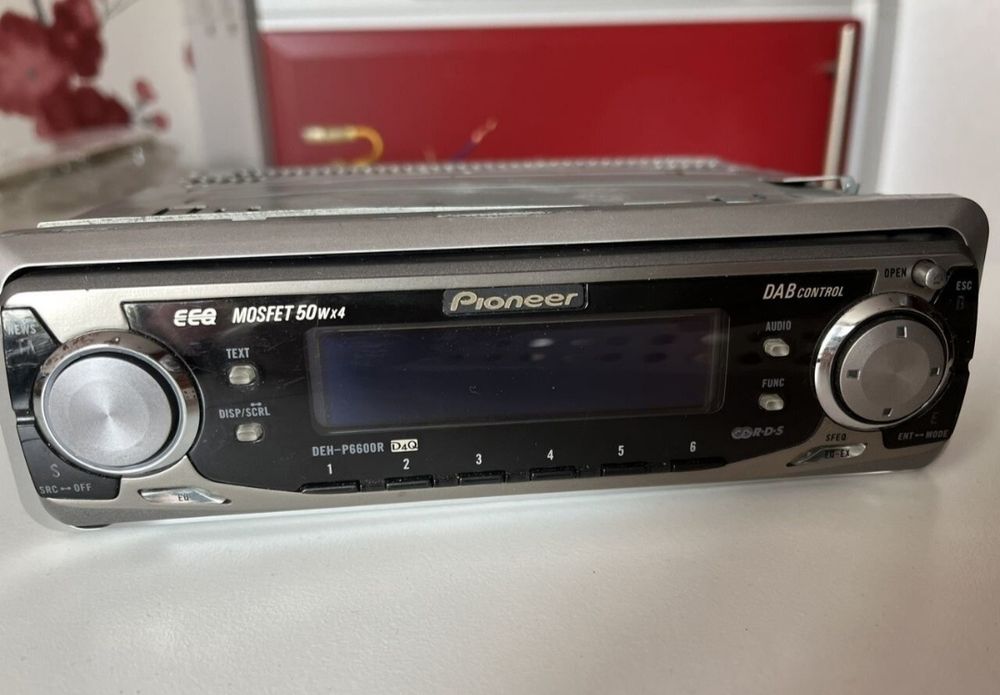 Pioneer
OPEN
ESC
NEWS
EEQ MOSFET 50Wx4
DAB CONTROL
TEXT
AUDIO
DISP/SCRL
FUNC
DEH-P6600R D4Q
R·D·S
1 2 3 4 5 6
S
E
SFEQ
EQ-EX
ENT MODE
SRC OFF
EQ